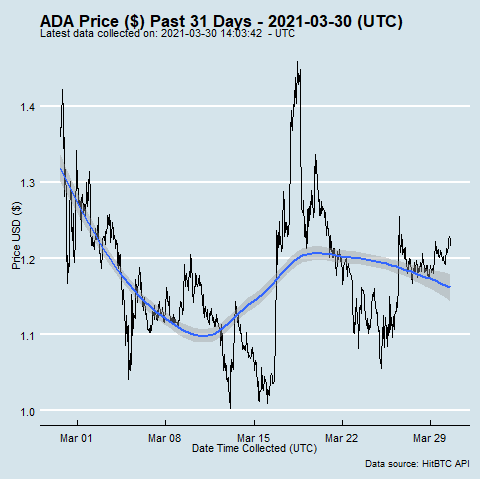 ADA Price ($) Past 31 Days - 2021-03-30 (UTC)
Latest data collected on: 2021-03-30 14:03:42 - UTC
1.4
1.3
1.2
1.1
1.0
Price USD ($)
Mar 01 Mar 08 Mar 15 Mar 22 Mar 29
Date Time Collected (UTC)
Data source: HitBTC API